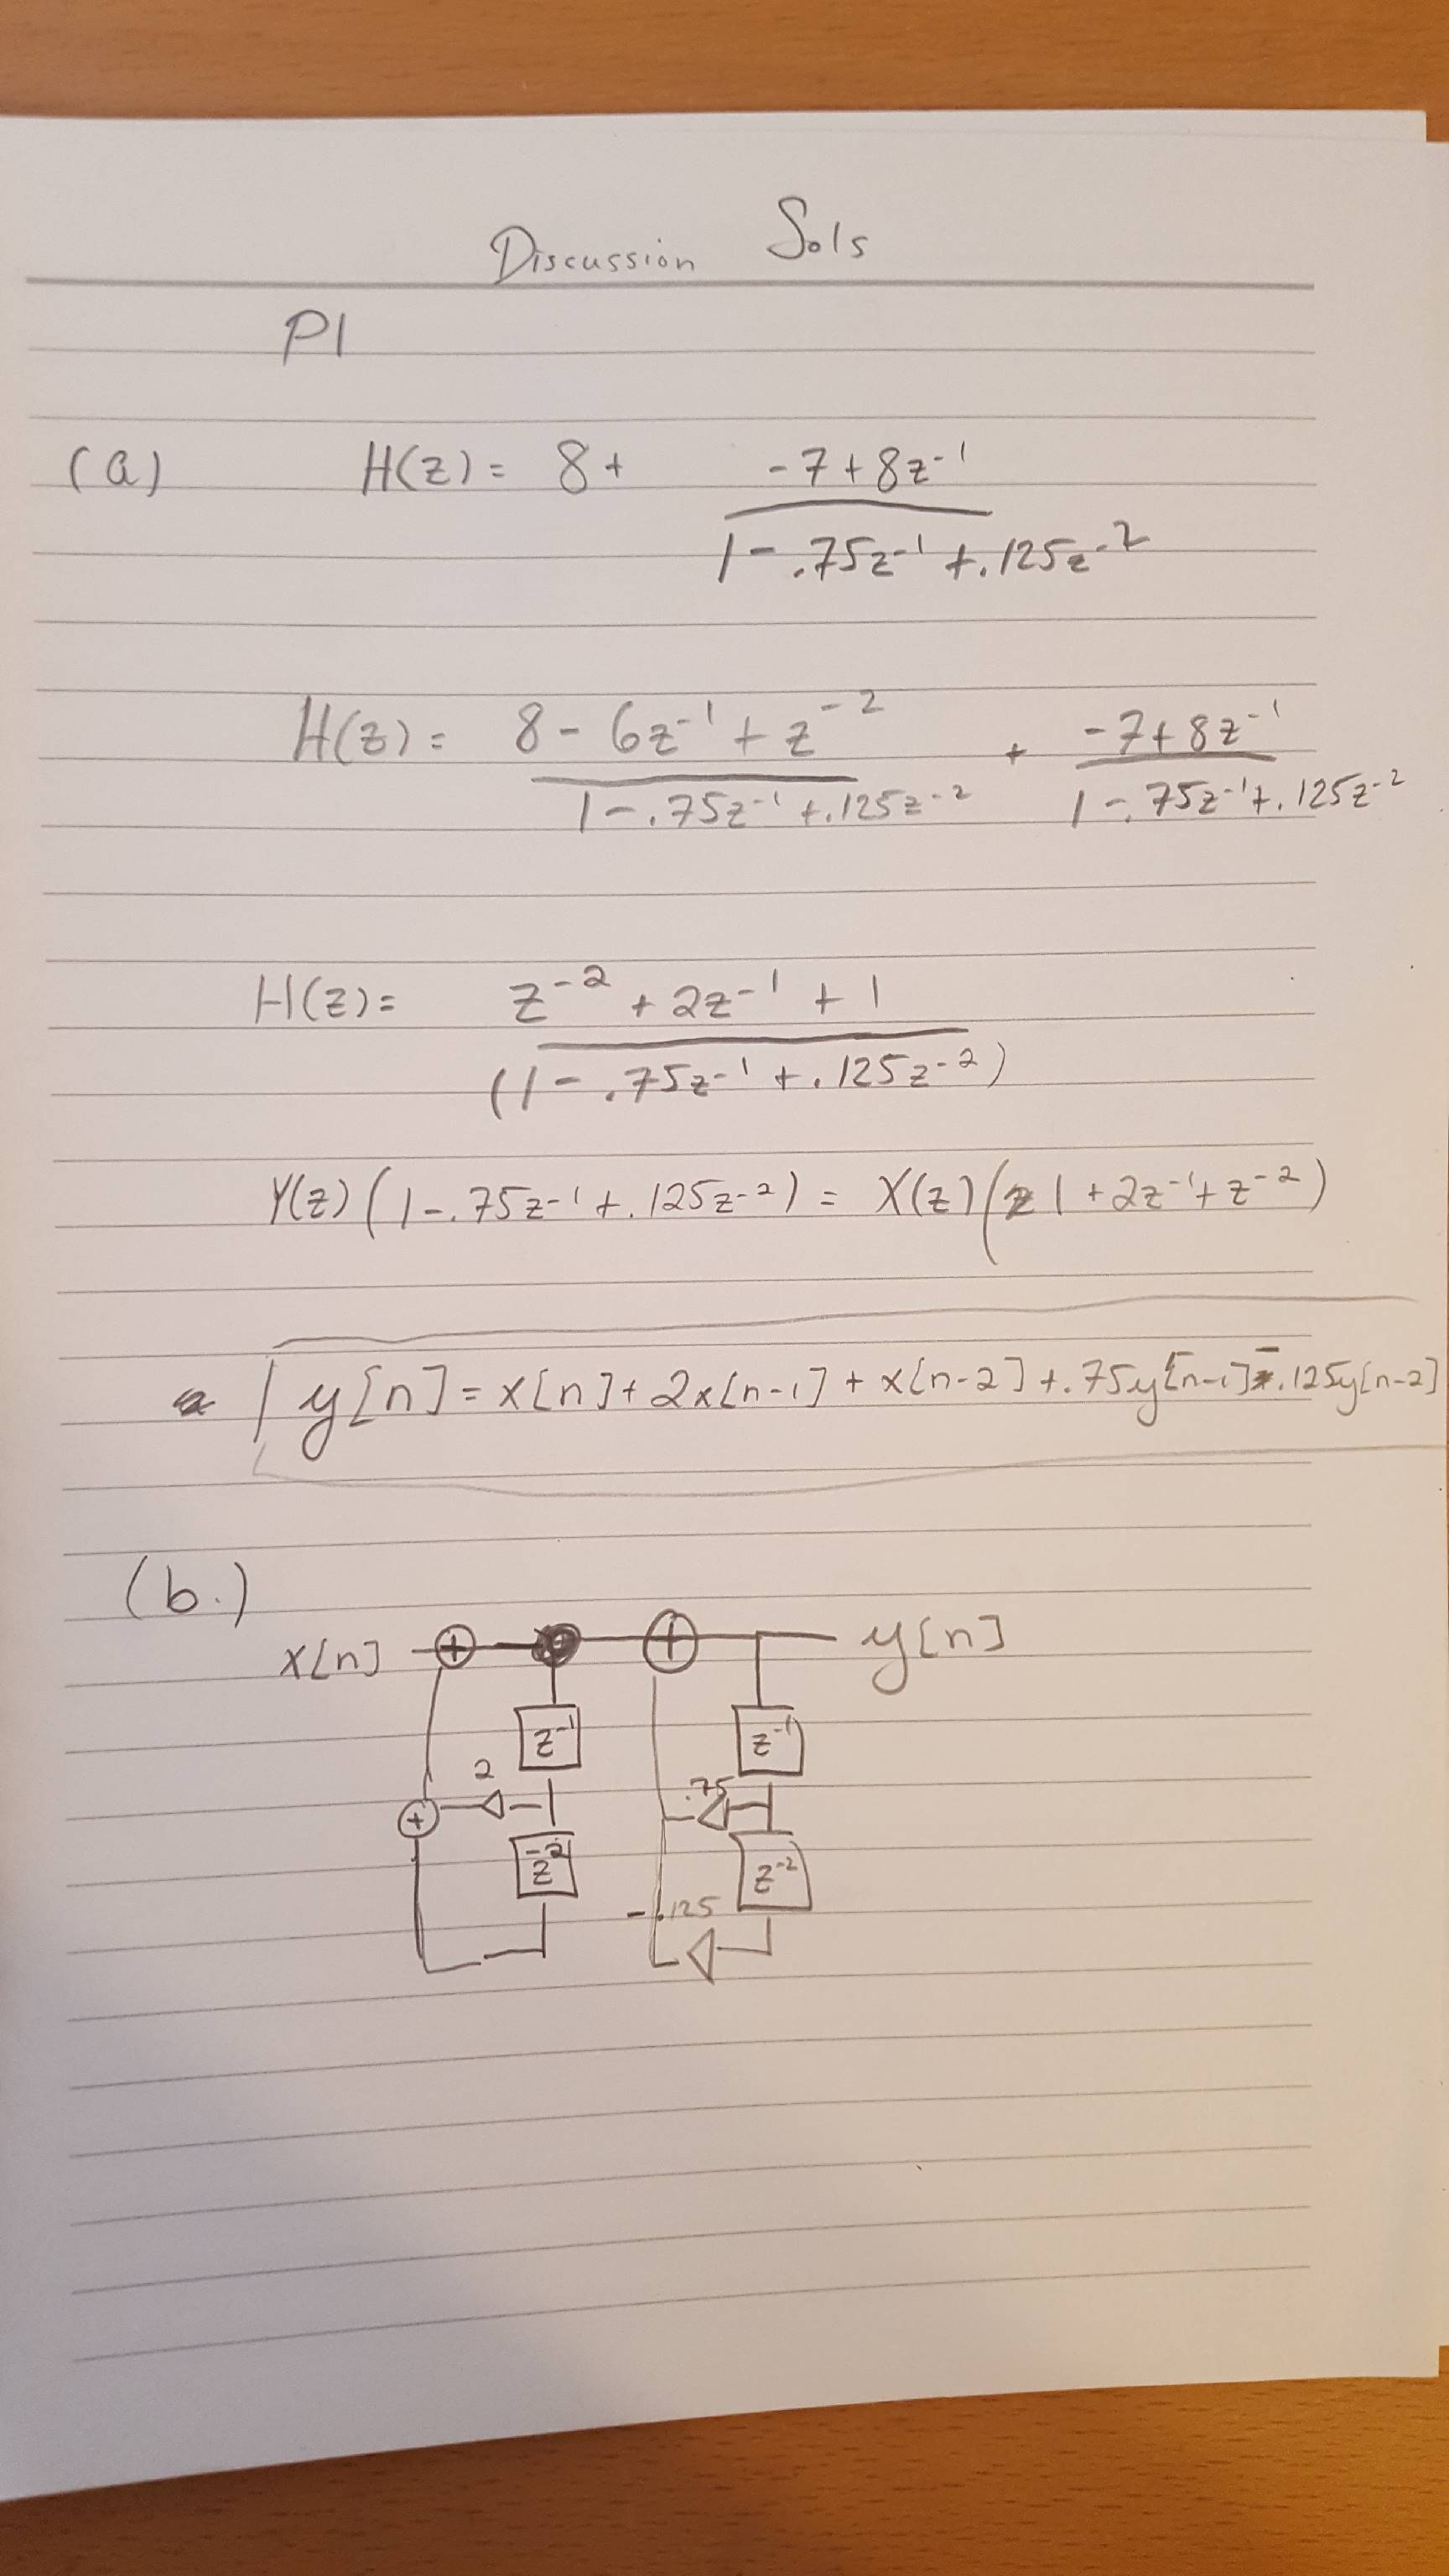 Discussion Sols
P1
(a) H(z) = 8 + (-7 + 8z⁻¹)/(1 - .75z⁻¹ + .125z⁻²)
H(z) = (8 - 6z⁻¹ + z⁻²)/(1 - .75z⁻¹ + .125z⁻²) + (-7 + 8z⁻¹)/(1 - .75z⁻¹ + .125z⁻²)
H(z) = (z⁻² + 2z⁻¹ + 1)/(1 - .75z⁻¹ + .125z⁻²)
Y(z)(1 - .75z⁻¹ + .125z⁻²) = X(z)(1 + 2z⁻¹ + z⁻²)
y[n] = x[n] + 2x[n-1] + x[n-2] + .75y[n-1] - .125y[n-2]
(b.)
x[n] + + y[n]
z⁻¹ z⁻¹
2 .75
+
z⁻² z⁻²
-.125